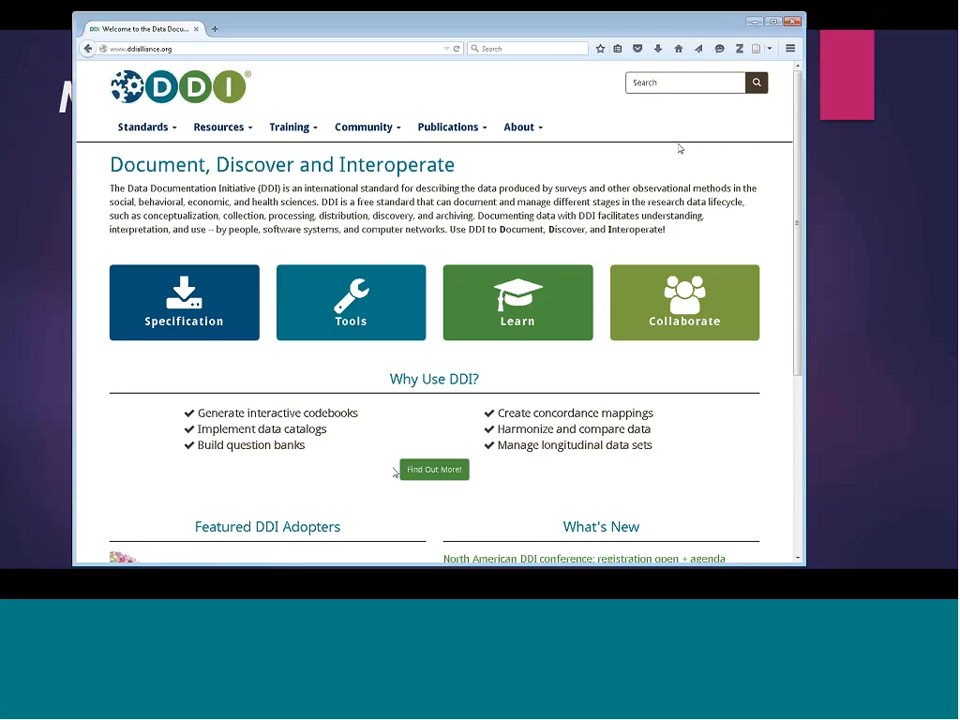 DDI Welcome to the Data Docu...
www.ddialliance.org
Search
DDI®
Search
Standards Resources Training Community Publications About
Document, Discover and Interoperate
The Data Documentation Initiative (DDI) is an international standard for describing the data produced by surveys and other observational methods in the
social, behavioral, economic, and health sciences. DDI is a free standard that can document and manage different stages in the research data lifecycle,
such as conceptualization, collection, processing, distribution, discovery, and archiving. Documenting data with DDI facilitates understanding,
interpretation, and use -- by people, software systems, and computer networks. Use DDI to Document, Discover, and Interoperate!
Specification
Tools
Learn
Collaborate
Why Use DDI?
Generate interactive codebooks
Implement data catalogs
Build question banks
Create concordance mappings
Harmonize and compare data
Manage longitudinal data sets
Find Out More!
Featured DDI Adopters
What's New
North American DDI conference: registration open + agenda